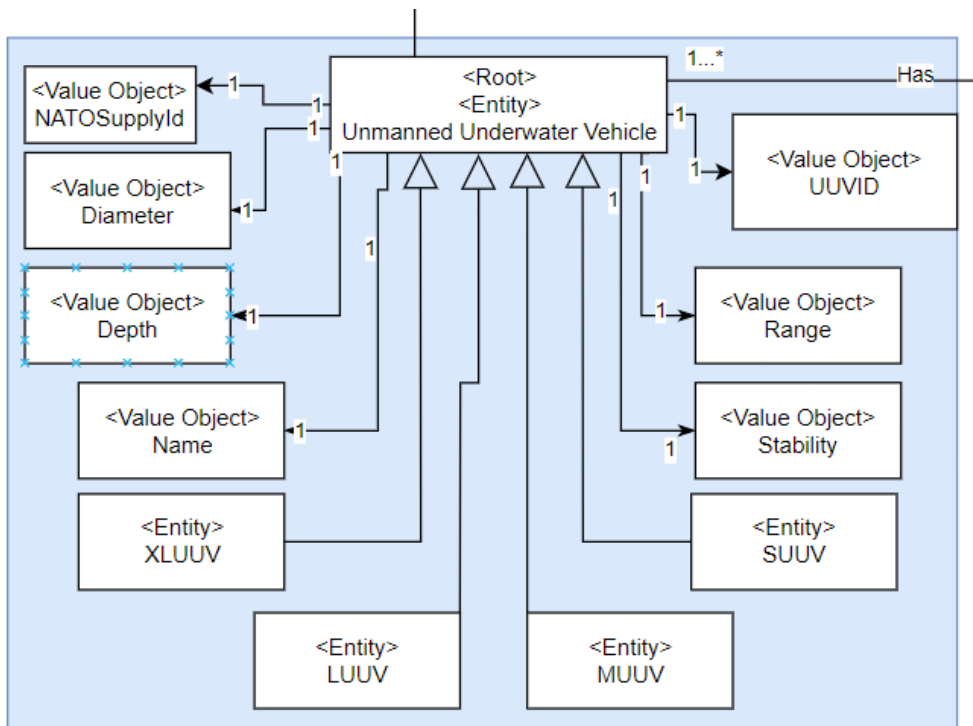 1...*
Has
<Root>
<Entity>
Unmanned Underwater Vehicle
<Value Object>
NATOSupplyId
1
1
1
1
1
<Value Object>
UUVID
<Value Object>
Diameter
1
1
1
1
1
<Value Object>
Depth
1
1
<Value Object>
Range
<Value Object>
Name
1
1
<Value Object>
Stability
<Entity>
XLUUV
<Entity>
SUUV
<Entity>
LUUV
<Entity>
MUUV